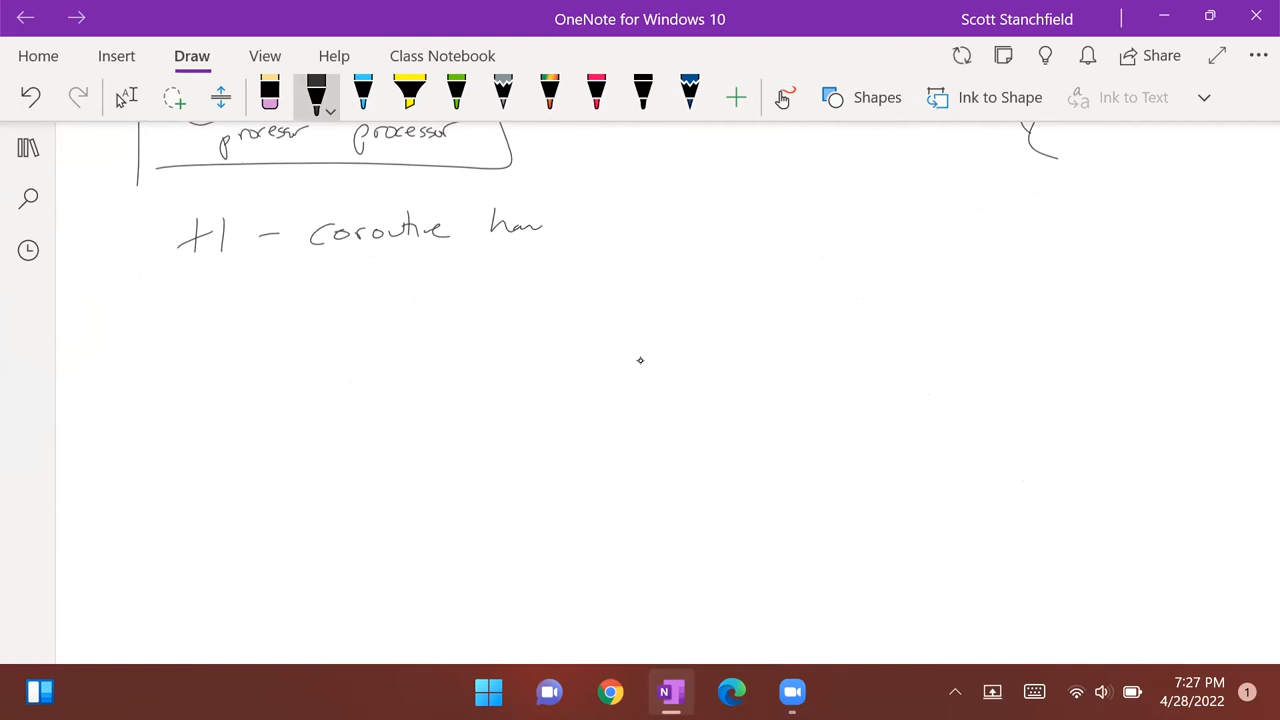 OneNote for Windows 10
Scott Stanchfield
Home Insert Draw View Help Class Notebook
Share
Shapes
Ink to Shape
Ink to Text
processor
- coroutine
7:27 PM
4/28/2022
1